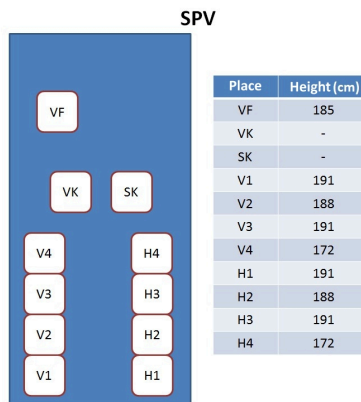 SPV
VF
VK SK
V4 H4
V3 H3
V2 H2
V1 H1
Place Height (cm)
VF 185
VK -
SK -
V1 191
V2 188
V3 191
V4 172
H1 191
H2 188
H3 191
H4 172